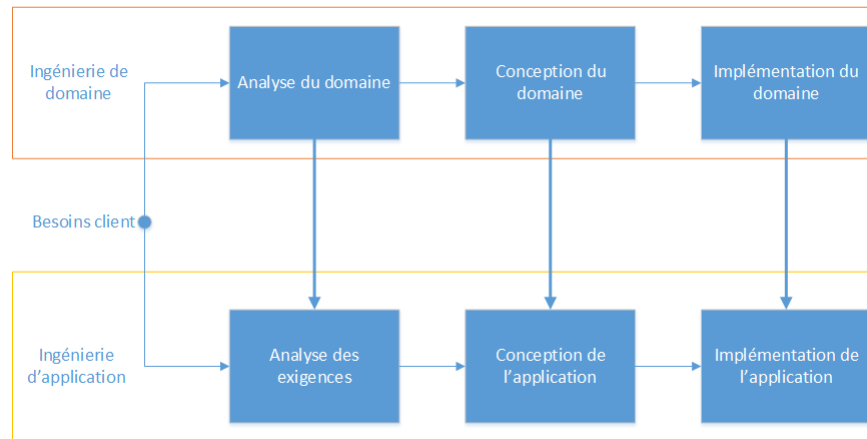 Ingénierie de
domaine
Analyse du domaine
Conception du
domaine
Implémentation du
domaine
Besoins client
Ingénierie
d’application
Analyse des
exigences
Conception de
l’application
Implémentation de
l’application